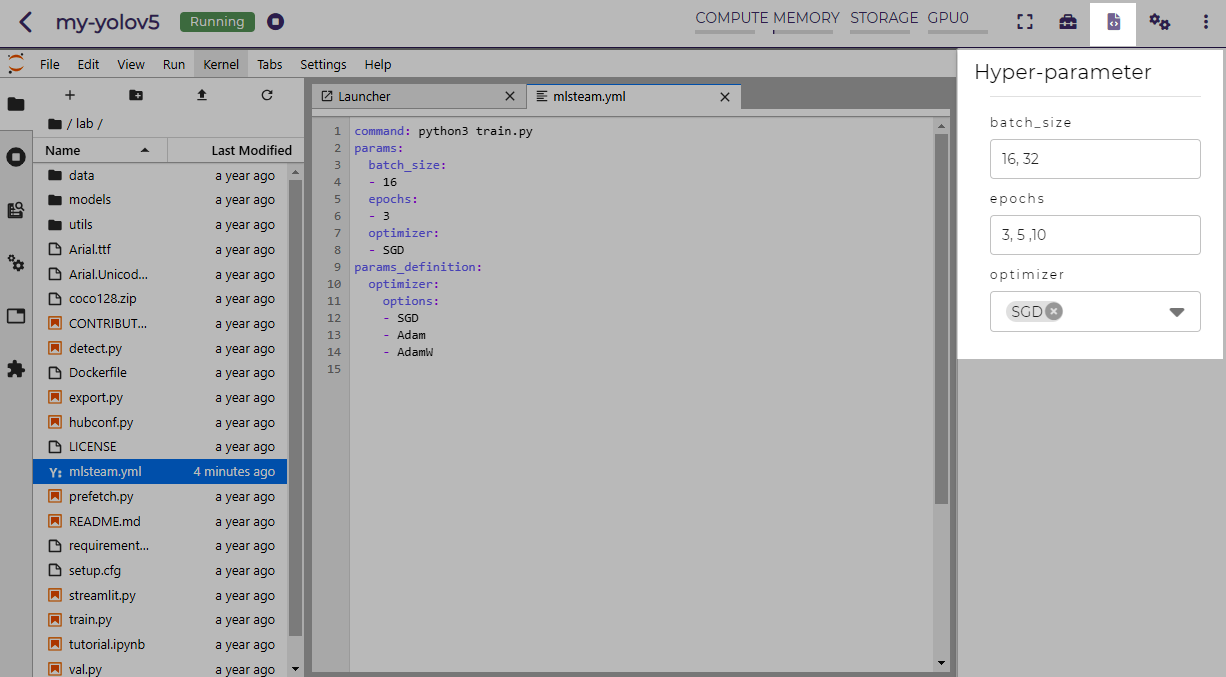 my-yolov5 Running COMPUTE MEMORY STORAGE GPU0
File Edit View Run Kernel Tabs Settings Help
/ lab /
Name Last Modified
data a year ago
models a year ago
utils a year ago
Arial.ttf a year ago
Arial.Unicod... a year ago
coco128.zip a year ago
CONTRIBUT... a year ago
detect.py a year ago
Dockerfile a year ago
export.py a year ago
hubconf.py a year ago
LICENSE a year ago
Y: mlsteam.yml 4 minutes ago
prefetch.py a year ago
README.md a year ago
requirement... a year ago
setup.cfg a year ago
streamlit.py a year ago
train.py a year ago
tutorial.ipynb a year ago
val.py a year ago
Launcher mlsteam.yml
1 command: python3 train.py
2 params:
3 batch_size:
4 - 16
5 epochs:
6 - 3
7 optimizer:
8 - SGD
9 params_definition:
10 optimizer:
11 options:
12 - SGD
13 - Adam
14 - AdamW
15
Hyper-parameter
batch_size
16, 32
epochs
3, 5 ,10
optimizer
SGD